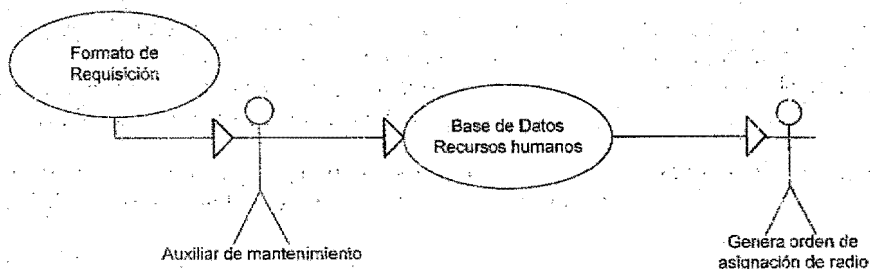 Formato de
Requisición
Base de Datos
Recursos humanos
Auxiliar de mantenimiento
Genera orden de
asignación de radio